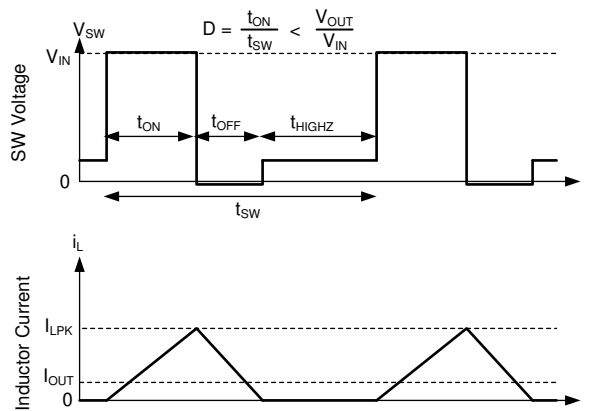 V_SW
D = t_ON / t_SW < V_OUT / V_IN
V_IN
SW Voltage
t_ON
t_OFF
t_HIGHZ
0
t_SW
i_L
Inductor Current
I_LPK
I_OUT
0